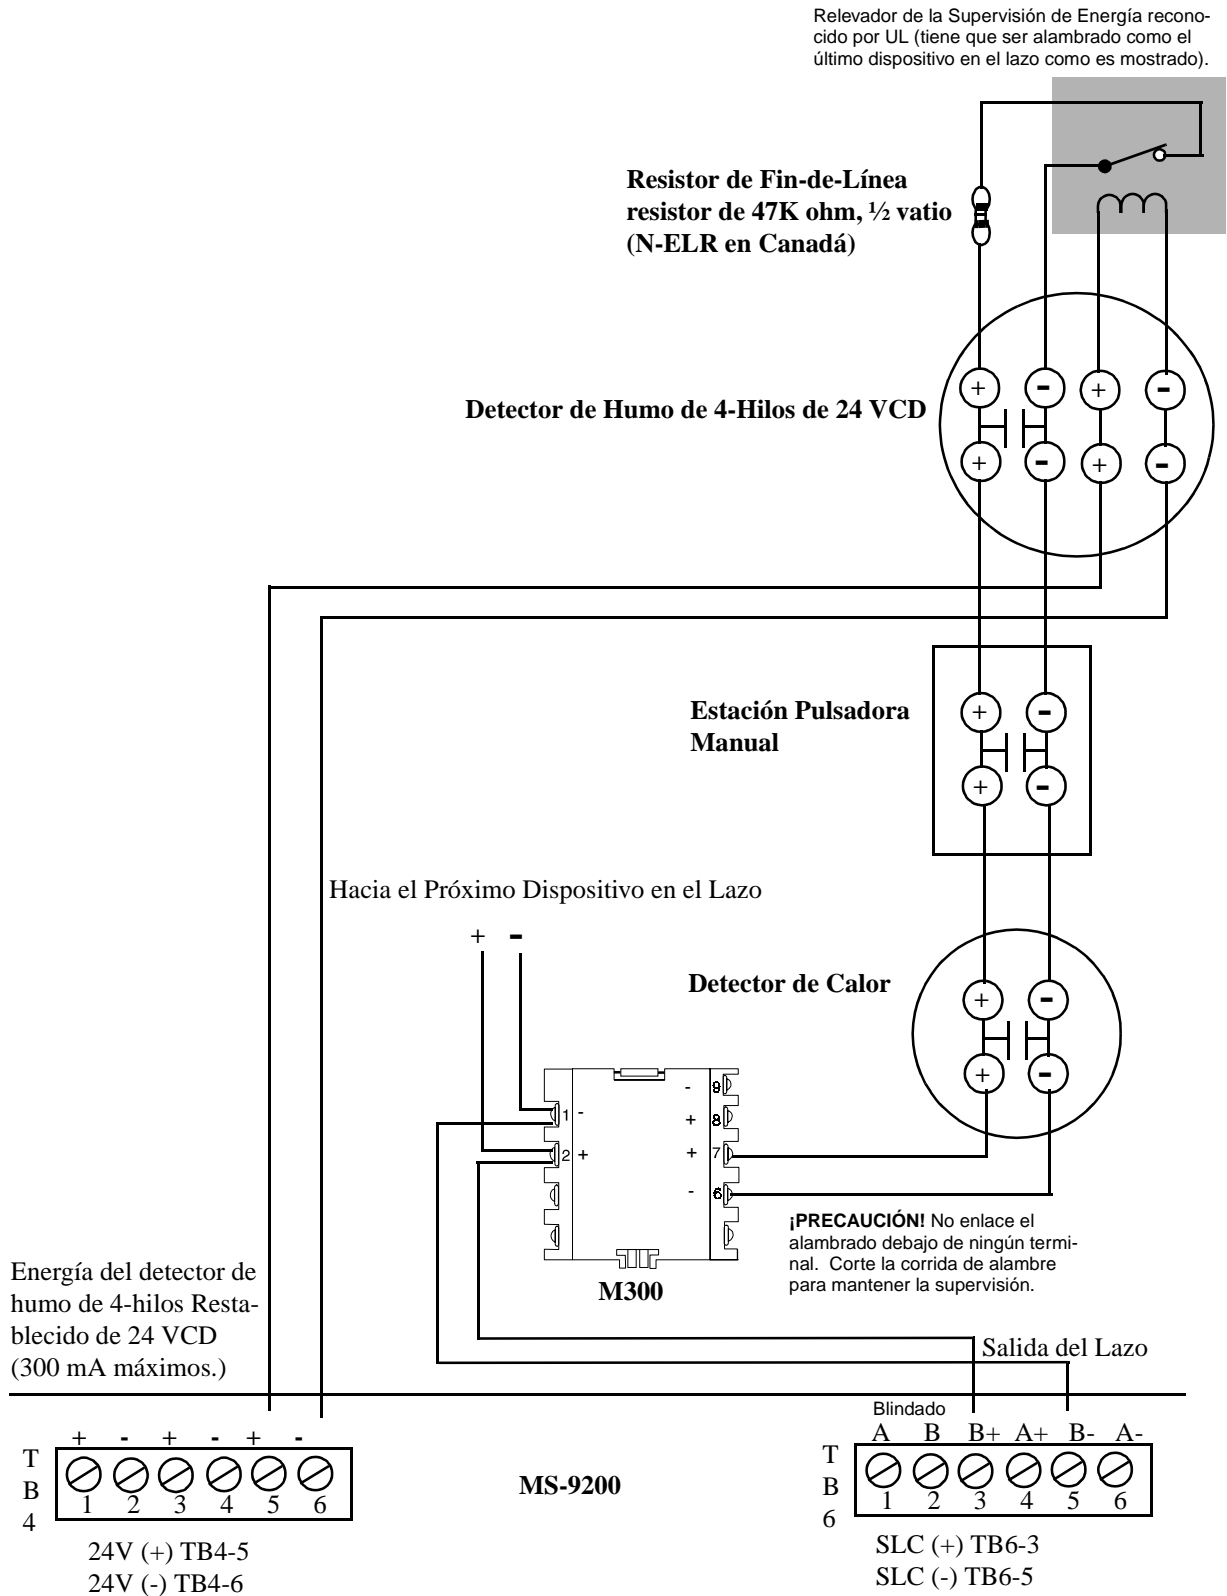 Relevador de la Supervisión de Energía recono-
cido por UL (tiene que ser alambrado como el
último dispositivo en el lazo como es mostrado).
Resistor de Fin-de-Línea
resistor de 47K ohm, ½ vatio
(N-ELR en Canadá)
+ - + -
Detector de Humo de 4-Hilos de 24 VCD
+ - + -
Estación Pulsadora
Manual
+ -
+ -
Hacia el Próximo Dispositivo en el Lazo
+ -
Detector de Calor
+ -
+ -
- 9
1 -
+ 8
2 +
+ 7
- 6
M300
¡PRECAUCIÓN! No enlace el
alambrado debajo de ningún termi-
nal. Corte la corrida de alambre
para mantener la supervisión.
Energía del detector de
humo de 4-hilos Resta-
blecido de 24 VCD
(300 mA máximos.)
Salida del Lazo
+ - + - + -
T
B
4
1 2 3 4 5 6
24V (+) TB4-5
24V (-) TB4-6
MS-9200
Blindado
A B B+ A+ B- A-
T
B
6
1 2 3 4 5 6
SLC (+) TB6-3
SLC (-) TB6-5